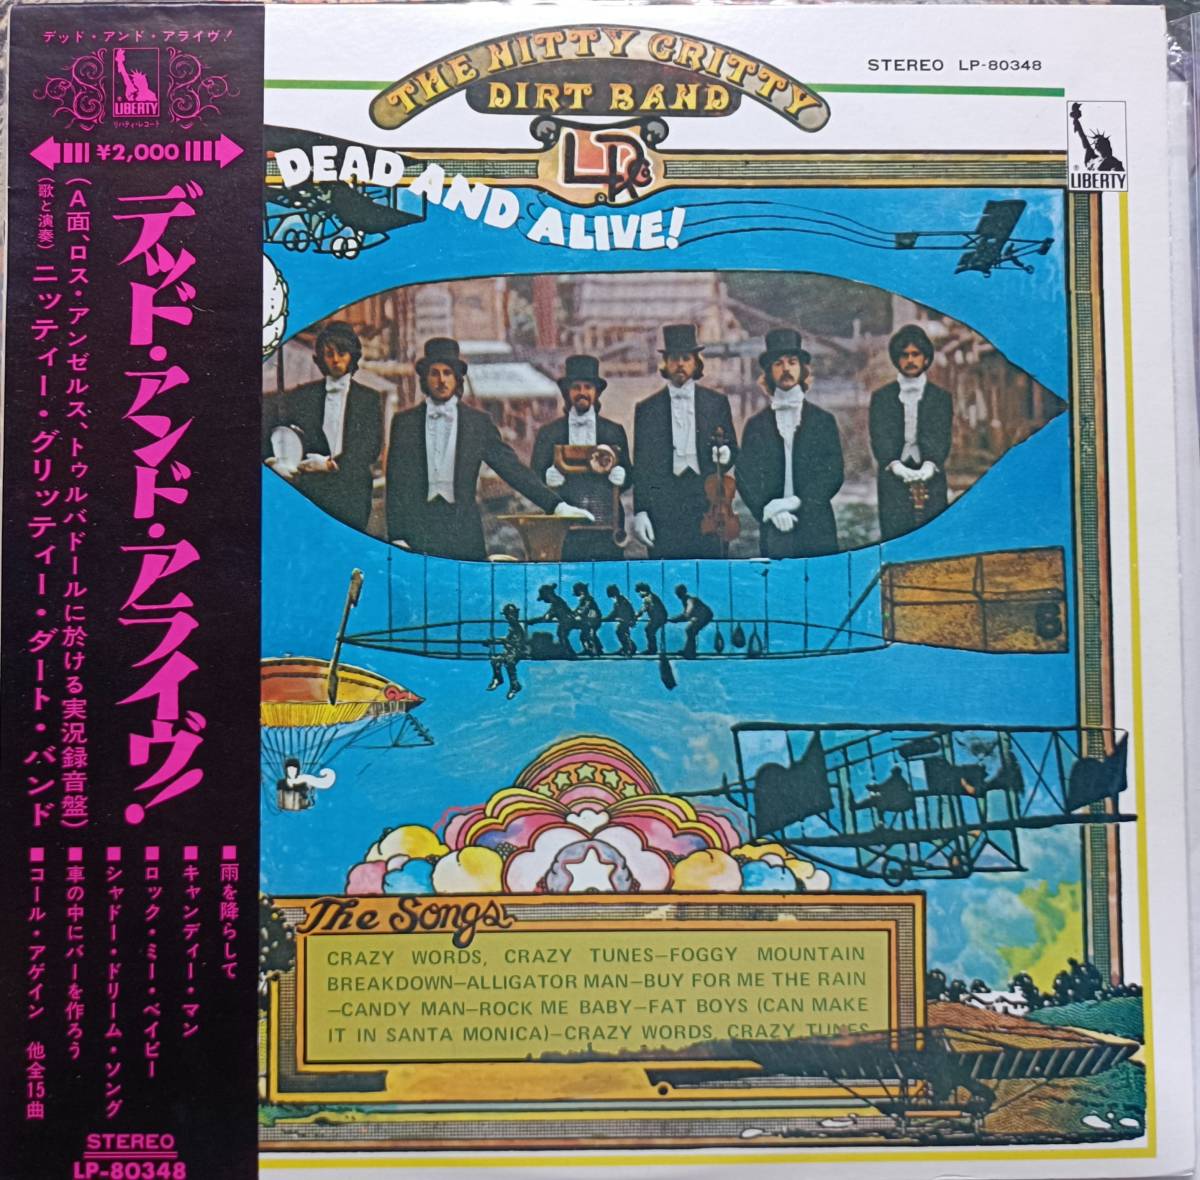 デッド・アンド・アライヴ!
LIBERTY
リバティ・レコード
¥2,000
デッド・アンド・アライヴ!
(A面、ロス・アンゼルス、トゥルバドールに於ける実況録音盤)
(歌と演奏) ニッティー・グリッティー・ダート・バンド
■雨を降らして
■キャンディー・マン
■ロック・ミー・ベイビー
■シャドー・ドリーム・ソング
■車の中にバーを作ろう
■コール・アゲイン 他全15曲
STEREO
LP-80348
THE NITTY GRITTY
DIRT BAND
STEREO LP-80348
LIBERTY
DEAD AND ALIVE!
6
The Songs
CRAZY WORDS, CRAZY TUNES—FOGGY MOUNTAIN
BREAKDOWN—ALLIGATOR MAN—BUY FOR ME THE RAIN
—CANDY MAN—ROCK ME BABY—FAT BOYS (CAN MAKE
IT IN SANTA MONICA)—CRAZY WORDS, CRAZY TUNES